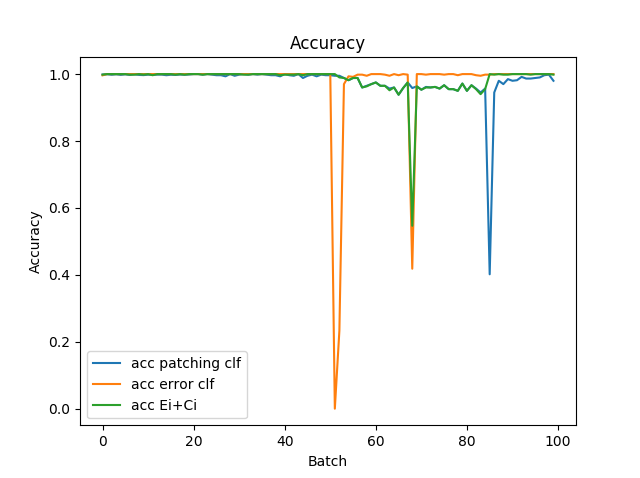 Accuracy
1.0
0.8
0.6
0.4
0.2
0.0
Accuracy
acc patching clf
acc error clf
acc Ei+Ci
0 20 40 60 80 100
Batch